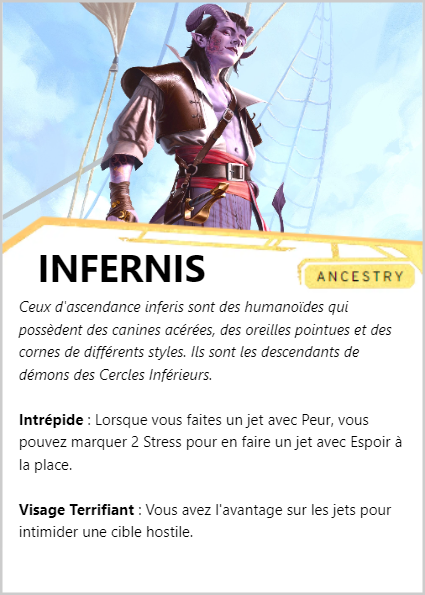 INFERNIS
ANCESTRY
Ceux d'ascendance inferis sont des humanoïdes qui
possèdent des canines acérées, des oreilles pointues et des
cornes de différents styles. Ils sont les descendants de
démons des Cercles Inférieurs.
Intrépide : Lorsque vous faites un jet avec Peur, vous
pouvez marquer 2 Stress pour en faire un jet avec Espoir à
la place.
Visage Terrifiant : Vous avez l'avantage sur les jets pour
intimider une cible hostile.